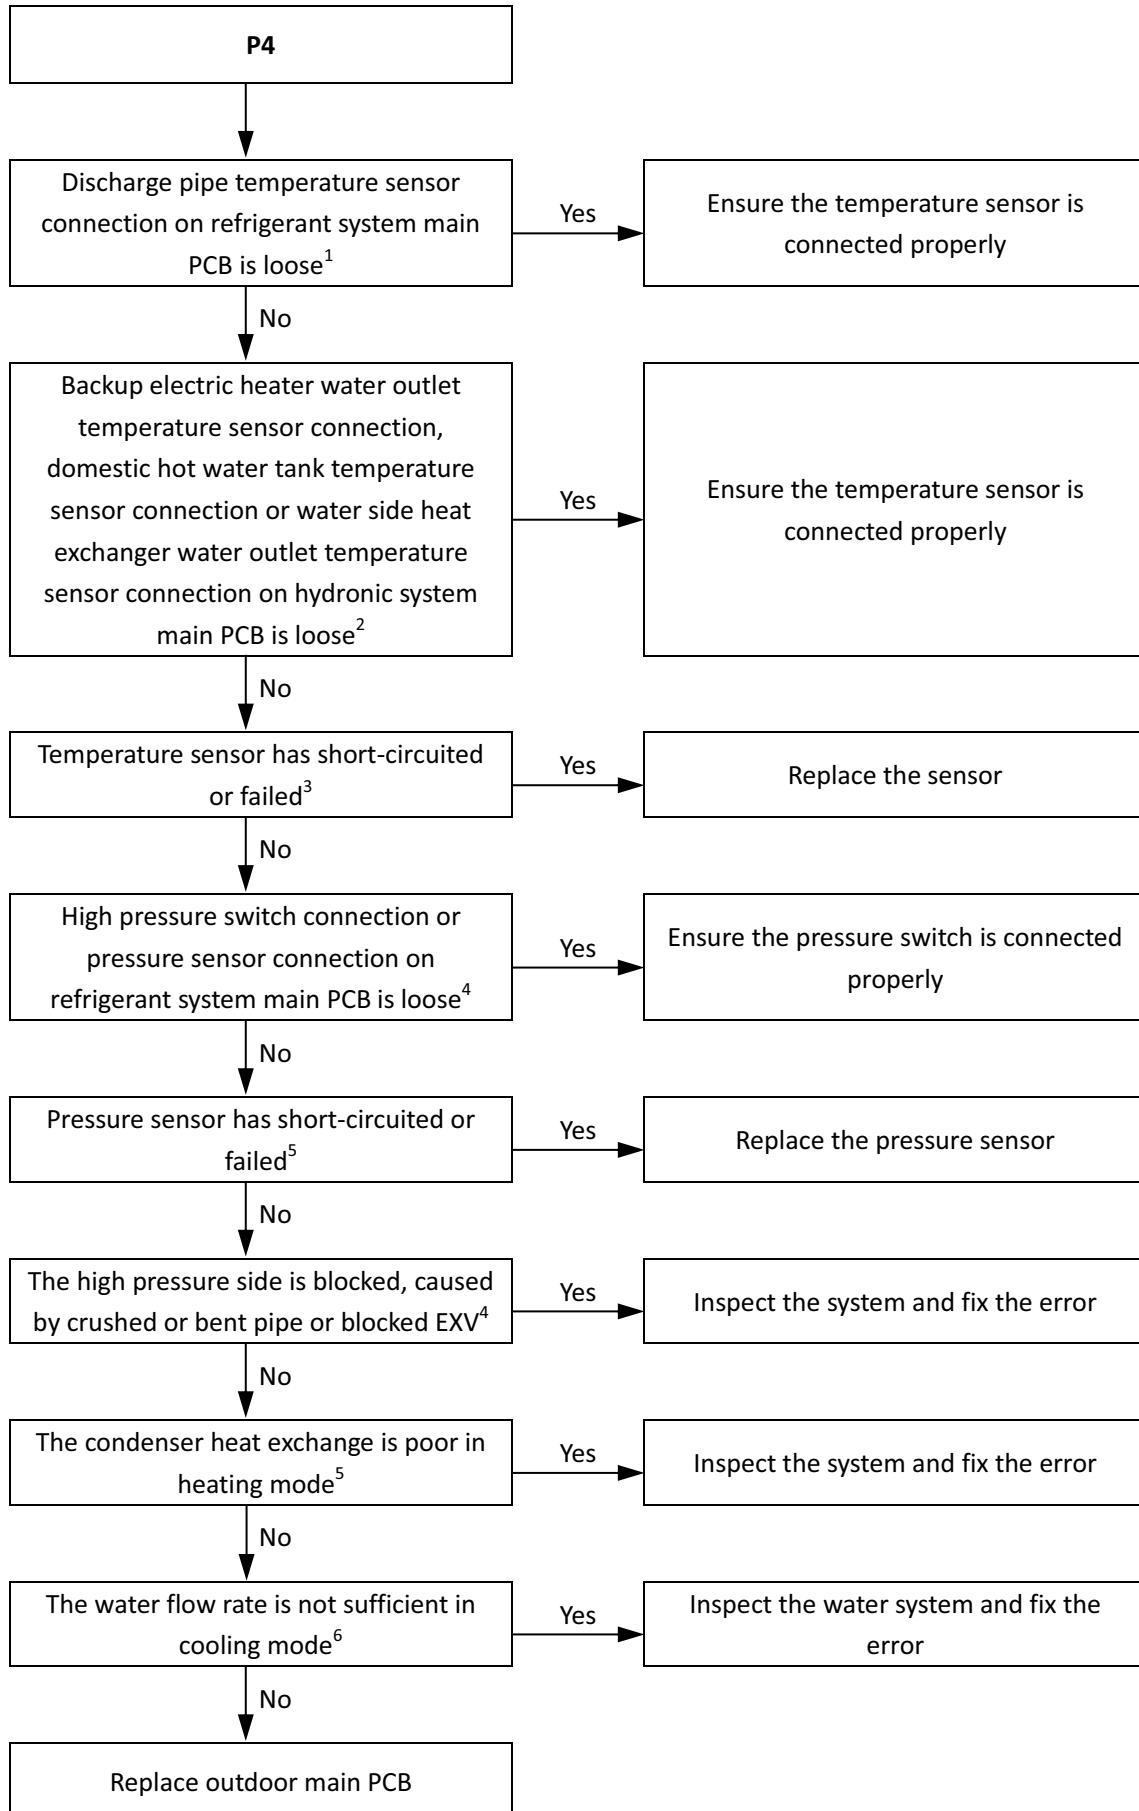 P4
Discharge pipe temperature sensor
connection on refrigerant system main
PCB is loose1
Yes
Ensure the temperature sensor is
connected properly
No
Backup electric heater water outlet
temperature sensor connection,
domestic hot water tank temperature
sensor connection or water side heat
exchanger water outlet temperature
sensor connection on hydronic system
main PCB is loose2
Yes
Ensure the temperature sensor is
connected properly
No
Temperature sensor has short-circuited
or failed3
Yes
Replace the sensor
No
High pressure switch connection or
pressure sensor connection on
refrigerant system main PCB is loose4
Yes
Ensure the pressure switch is connected
properly
No
Pressure sensor has short-circuited or
failed5
Yes
Replace the pressure sensor
No
The high pressure side is blocked, caused
by crushed or bent pipe or blocked EXV4
Yes
Inspect the system and fix the error
No
The condenser heat exchange is poor in
heating mode5
Yes
Inspect the system and fix the error
No
The water flow rate is not sufficient in
cooling mode6
Yes
Inspect the water system and fix the
error
No
Replace outdoor main PCB